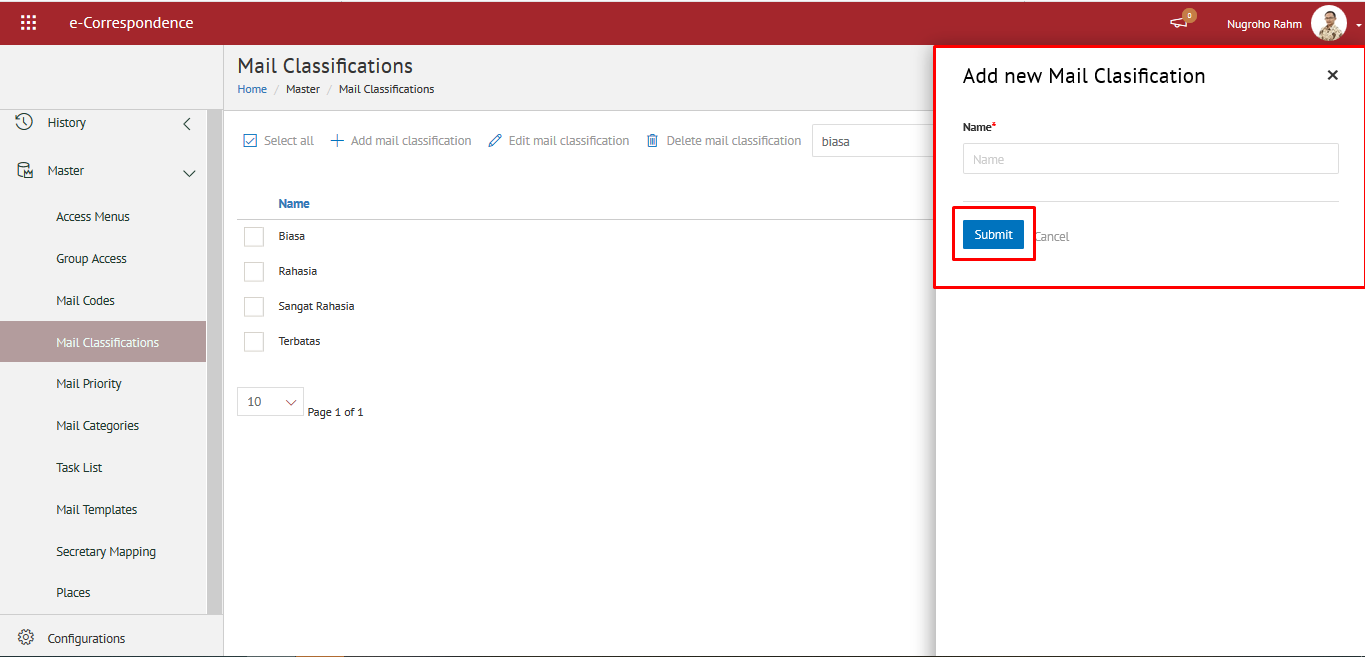 e-Correspondence
0
Nugroho Rahm
Mail Classifications
Home / Master / Mail Classifications
History
Master
Access Menus
Group Access
Mail Codes
Mail Classifications
Mail Priority
Mail Categories
Task List
Mail Templates
Secretary Mapping
Places
Configurations
Select all
Add mail classification
Edit mail classification
Delete mail classification
biasa
Name
Biasa
Rahasia
Sangat Rahasia
Terbatas
10
Page 1 of 1
Add new Mail Clasification
Name*
Name
Submit
Cancel